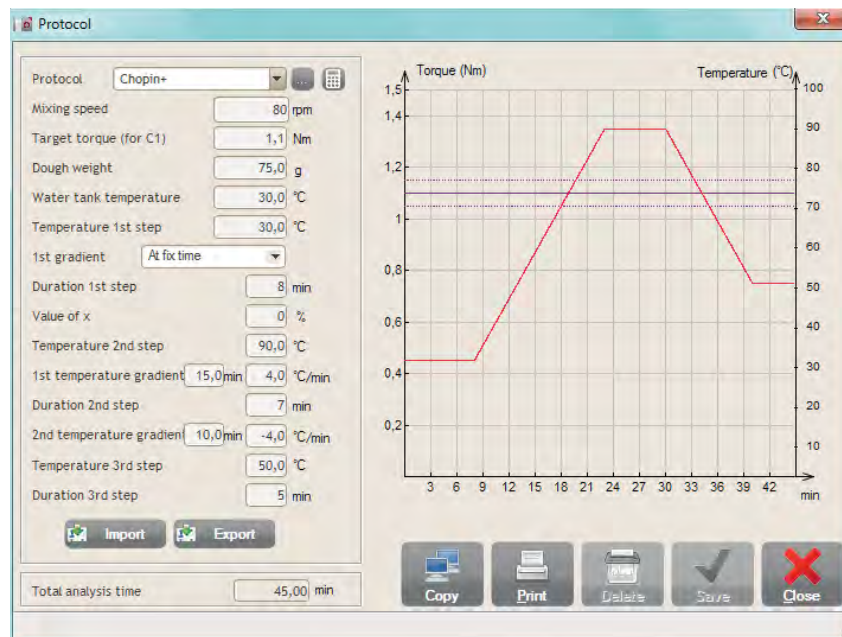 Protocol
Protocol Chopin+ ...
Mixing speed 80 rpm
Target torque (for C1) 1,1 Nm
Dough weight 75,0 g
Water tank temperature 30,0 °C
Temperature 1st step 30,0 °C
1st gradient At fix time
Duration 1st step 8 min
Value of x 0 %
Temperature 2nd step 90,0 °C
1st temperature gradient 15,0 min 4,0 °C/min
Duration 2nd step 7 min
2nd temperature gradient 10,0 min -4,0 °C/min
Temperature 3rd step 50,0 °C
Duration 3rd step 5 min
Import Export
Total analysis time 45,00 min
Torque (Nm) Temperature (°C)
1,5
1,4
1,2
1
0,8
0,6
0,4
0,2
100
90
80
70
60
50
40
30
20
10
3 6 9 12 15 18 21 24 27 30 33 36 39 42
min
Copy Print Delete Save Close